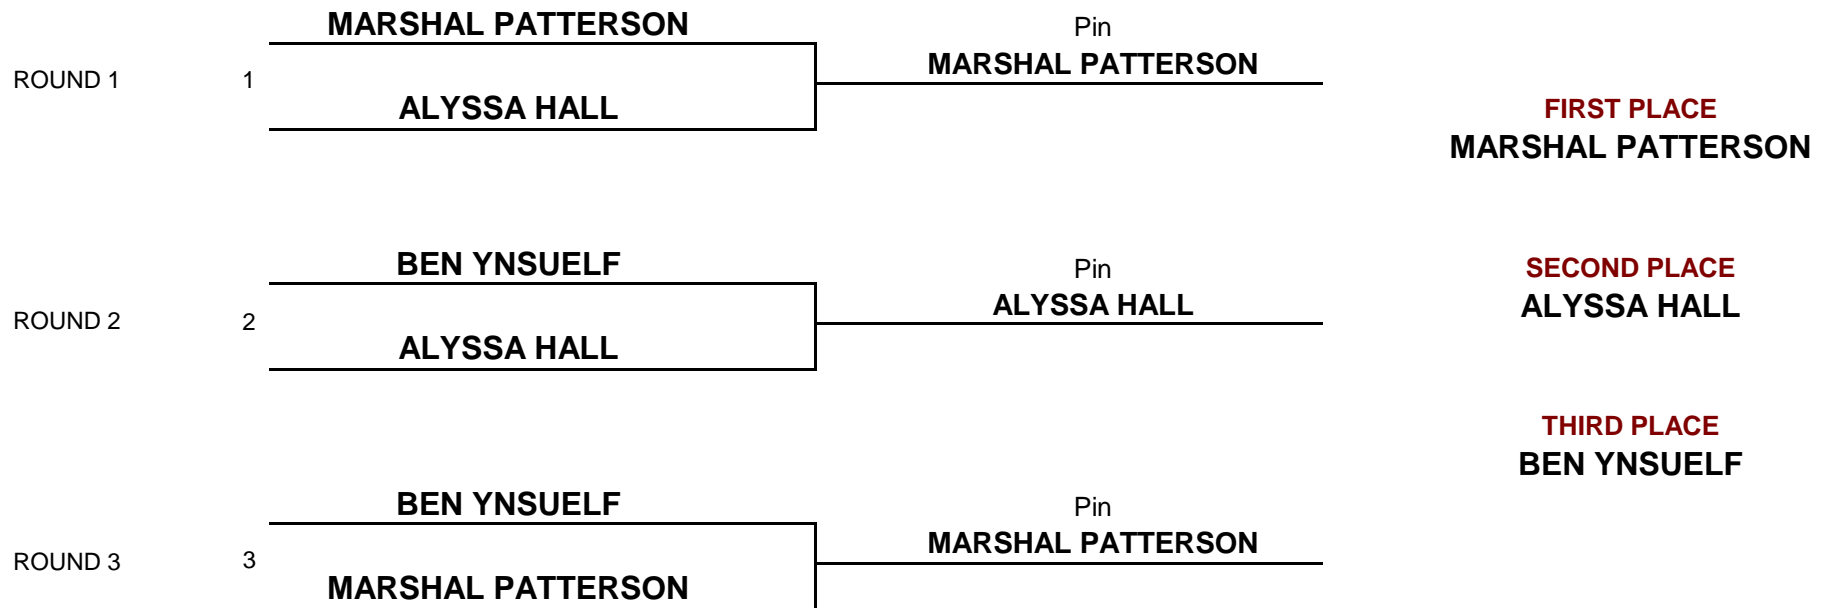 MARSHAL PATTERSON
Pin
MARSHAL PATTERSON
ROUND 1
1
ALYSSA HALL
FIRST PLACE
MARSHAL PATTERSON
BEN YNSUELF
Pin
ALYSSA HALL
SECOND PLACE
ALYSSA HALL
ROUND 2
2
ALYSSA HALL
THIRD PLACE
BEN YNSUELF
BEN YNSUELF
Pin
MARSHAL PATTERSON
ROUND 3
3
MARSHAL PATTERSON